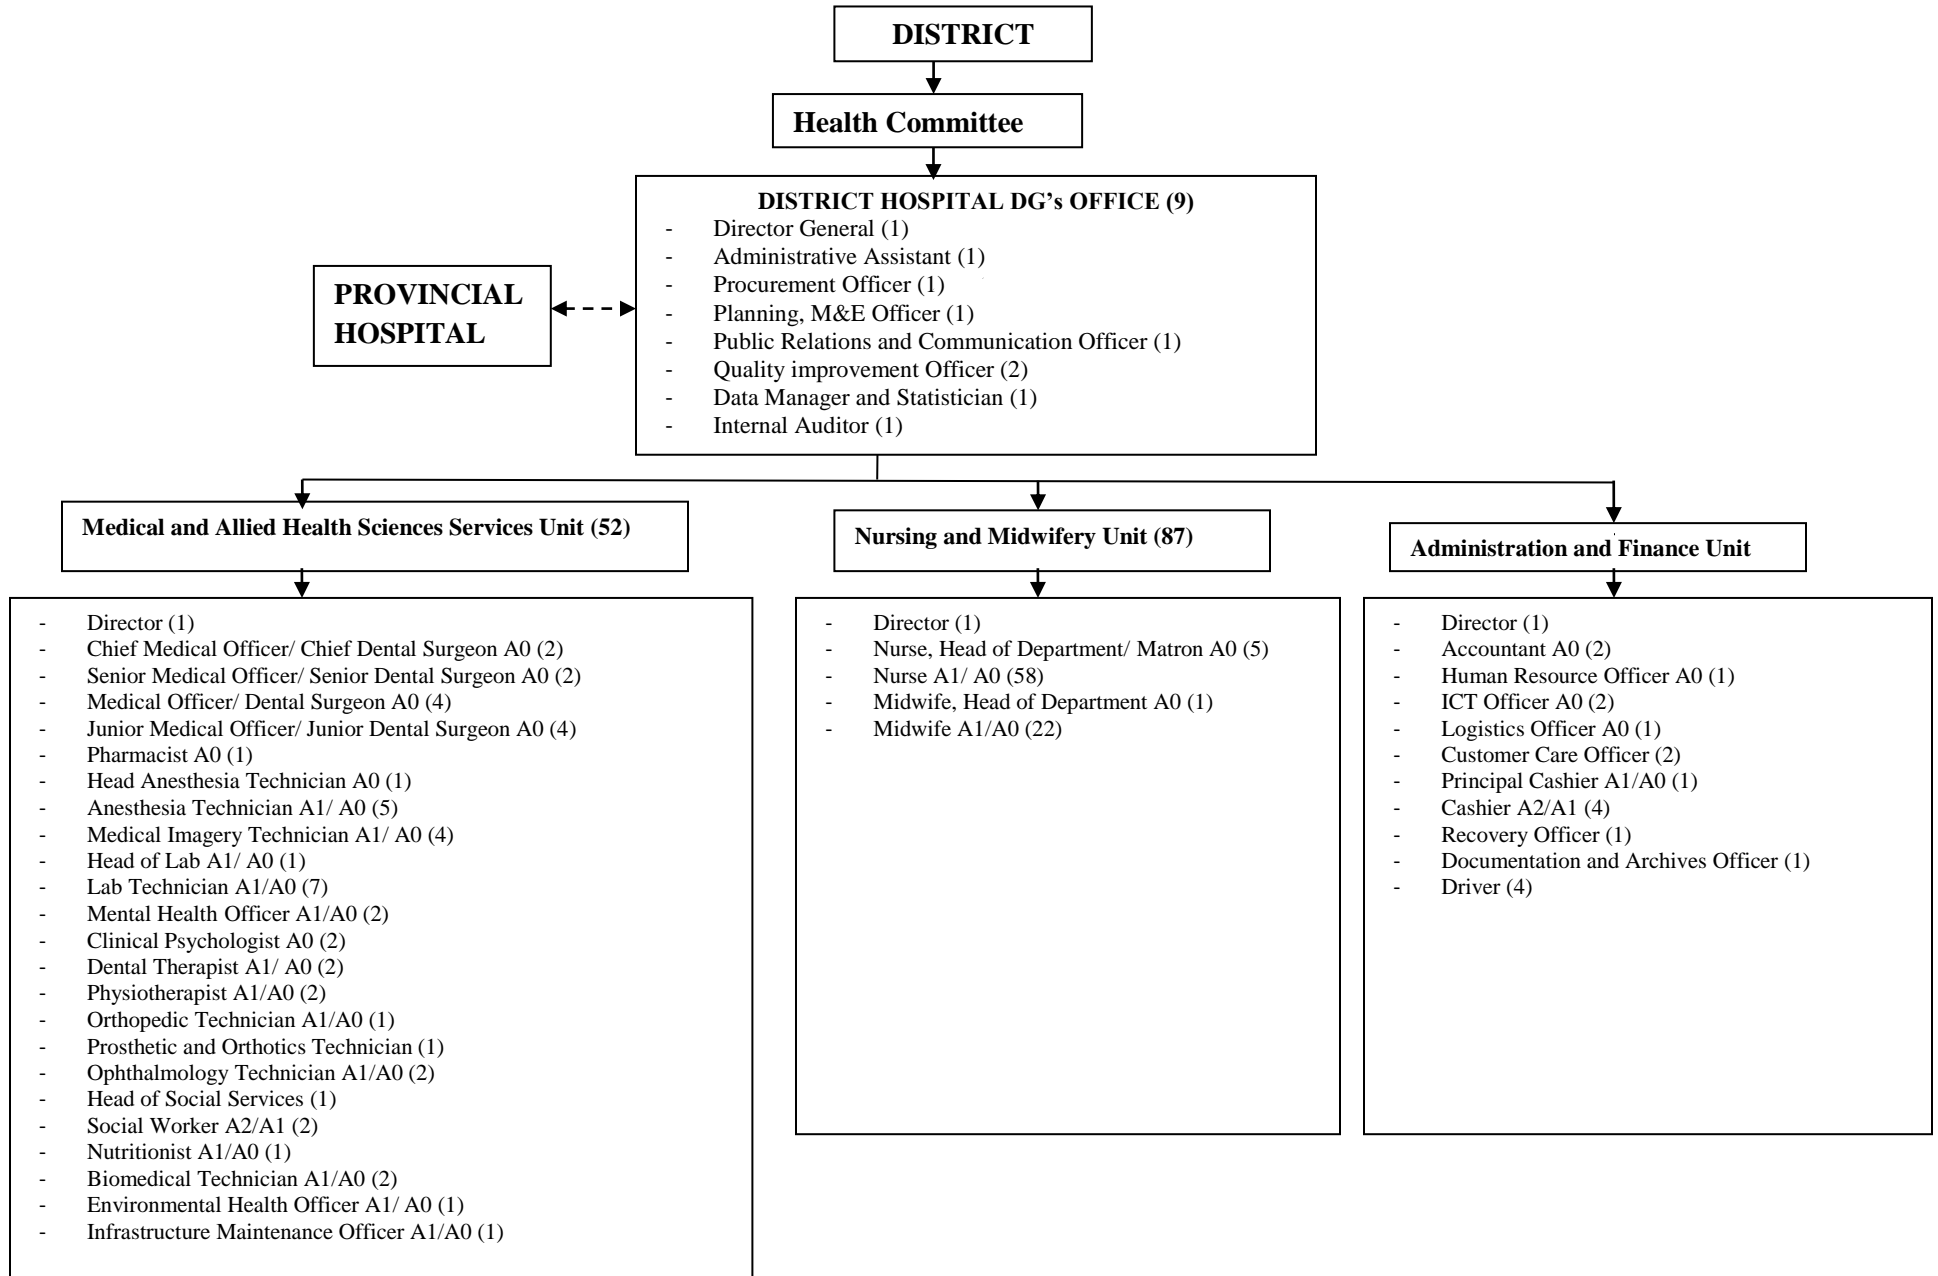 DISTRICT
Health Committee
DISTRICT HOSPITAL DG's OFFICE (9)
- Director General (1)
- Administrative Assistant (1)
- Procurement Officer (1)
- Planning, M&E Officer (1)
- Public Relations and Communication Officer (1)
- Quality improvement Officer (2)
- Data Manager and Statistician (1)
- Internal Auditor (1)
PROVINCIAL
HOSPITAL
Medical and Allied Health Sciences Services Unit (52)
- Director (1)
- Chief Medical Officer/ Chief Dental Surgeon A0 (2)
- Senior Medical Officer/ Senior Dental Surgeon A0 (2)
- Medical Officer/ Dental Surgeon A0 (4)
- Junior Medical Officer/ Junior Dental Surgeon A0 (4)
- Pharmacist A0 (1)
- Head Anesthesia Technician A0 (1)
- Anesthesia Technician A1/ A0 (5)
- Medical Imagery Technician A1/ A0 (4)
- Head of Lab A1/ A0 (1)
- Lab Technician A1/A0 (7)
- Mental Health Officer A1/A0 (2)
- Clinical Psychologist A0 (2)
- Dental Therapist A1/ A0 (2)
- Physiotherapist A1/A0 (2)
- Orthopedic Technician A1/A0 (1)
- Prosthetic and Orthotics Technician (1)
- Ophthalmology Technician A1/A0 (2)
- Head of Social Services (1)
- Social Worker A2/A1 (2)
- Nutritionist A1/A0 (1)
- Biomedical Technician A1/A0 (2)
- Environmental Health Officer A1/ A0 (1)
- Infrastructure Maintenance Officer A1/A0 (1)
Nursing and Midwifery Unit (87)
- Director (1)
- Nurse, Head of Department/ Matron A0 (5)
- Nurse A1/ A0 (58)
- Midwife, Head of Department A0 (1)
- Midwife A1/A0 (22)
Administration and Finance Unit
- Director (1)
- Accountant A0 (2)
- Human Resource Officer A0 (1)
- ICT Officer A0 (2)
- Logistics Officer A0 (1)
- Customer Care Officer (2)
- Principal Cashier A1/A0 (1)
- Cashier A2/A1 (4)
- Recovery Officer (1)
- Documentation and Archives Officer (1)
- Driver (4)